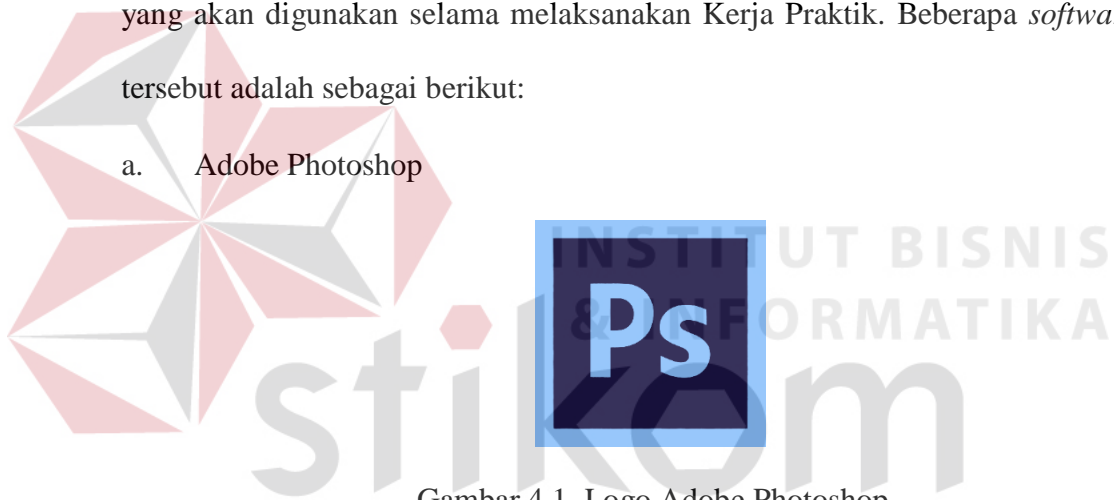 yang akan digunakan selama melaksanakan Kerja Praktik. Beberapa
tersebut adalah sebagai berikut:
a. Adobe Photoshop
INSTITUT BISNIS
& INFORMATIKA
Ps
stikom
Gambar 4.1. Logo Adobe Photoshop